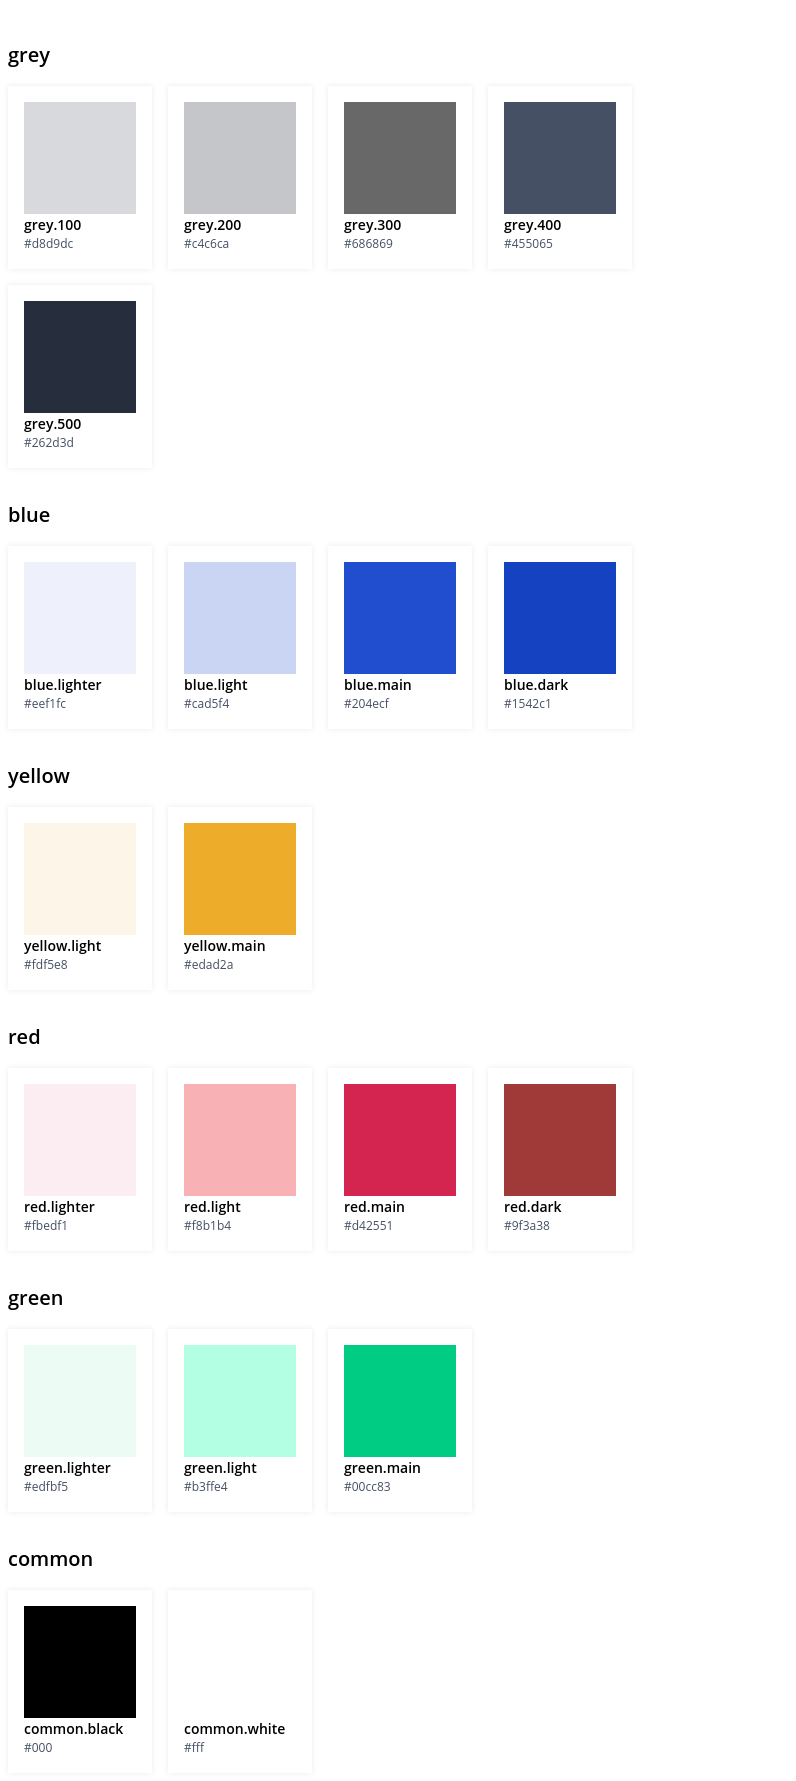 grey
grey.100
#d8d9dc
grey.200
#c4c6ca
grey.300
#686869
grey.400
#455065
grey.500
#262d3d
blue
blue.lighter
#eef1fc
blue.light
#cad5f4
blue.main
#204ecf
blue.dark
#1542c1
yellow
yellow.light
#fdf5e8
yellow.main
#edad2a
red
red.lighter
#fbedf1
red.light
#f8b1b4
red.main
#d42551
red.dark
#9f3a38
green
green.lighter
#edfbf5
green.light
#b3ffe4
green.main
#00cc83
common
common.black
#000
common.white
#fff